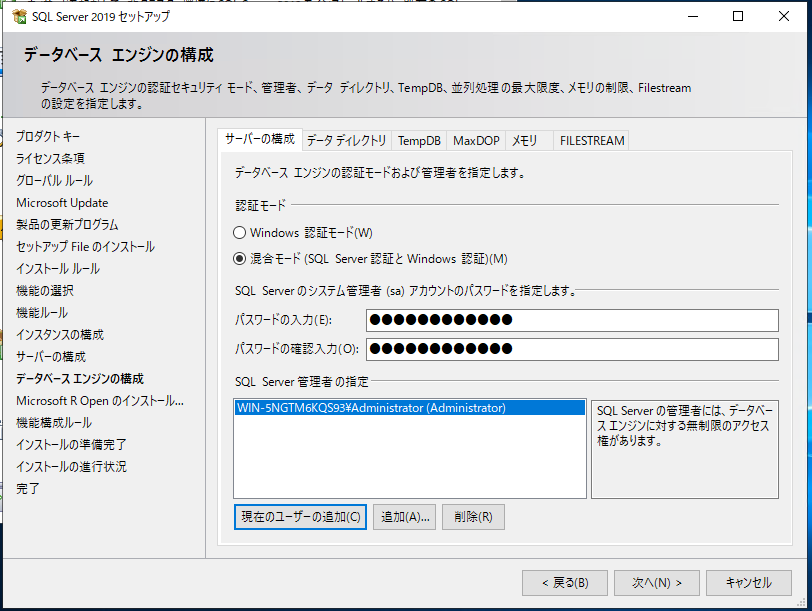 SQL Server 2019 セットアップ
データベース エンジンの構成
データベース エンジンの認証セキュリティ モード、管理者、データ ディレクトリ、TempDB、並列処理の最大限度、メモリの制限、Filestream
の設定を指定します。
プロダクト キー
ライセンス条項
グローバル ルール
Microsoft Update
製品の更新プログラム
セットアップ File のインストール
インストール ルール
機能の選択
機能ルール
インスタンスの構成
サーバーの構成
データベース エンジンの構成
Microsoft R Open のインストール...
機能構成ルール
インストールの準備完了
インストールの進行状況
完了
サーバーの構成 データ ディレクトリ TempDB MaxDOP メモリ FILESTREAM
データベース エンジンの認証モードおよび管理者を指定します。
認証モード
Windows 認証モード(W)
混合モード (SQL Server 認証と Windows 認証)(M)
SQL Server のシステム管理者 (sa) アカウントのパスワードを指定します。
パスワードの入力(E): ●●●●●●●●●●●●
パスワードの確認入力(O): ●●●●●●●●●●●●
SQL Server 管理者の指定
WIN-5NGTM6KQS93¥Administrator (Administrator)
SQL Server の管理者には、データベー
ス エンジンに対する無制限のアクセス
権があります。
現在のユーザーの追加(C) 追加(A)... 削除(R)
< 戻る(B) 次へ(N) > キャンセル